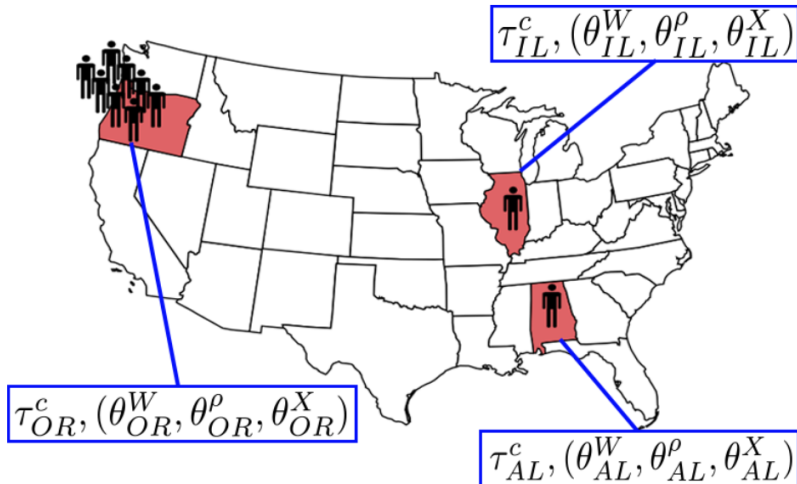 τ^c_{IL}, (θ^W_{IL}, θ^ρ_{IL}, θ^X_{IL})
τ^c_{OR}, (θ^W_{OR}, θ^ρ_{OR}, θ^X_{OR})
τ^c_{AL}, (θ^W_{AL}, θ^ρ_{AL}, θ^X_{AL})